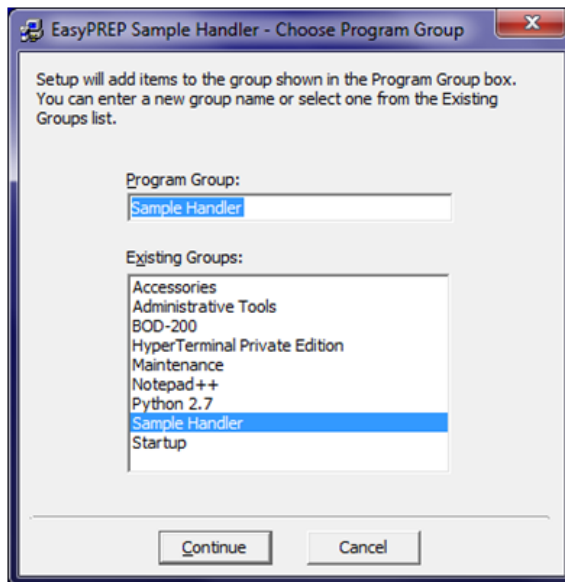 EasyPREP Sample Handler - Choose Program Group
Setup will add items to the group shown in the Program Group box.
You can enter a new group name or select one from the Existing
Groups list.
Program Group:
Sample Handler
Existing Groups:
Accessories
Administrative Tools
BOD-200
HyperTerminal Private Edition
Maintenance
Notepad++
Python 2.7
Sample Handler
Startup
Continue
Cancel